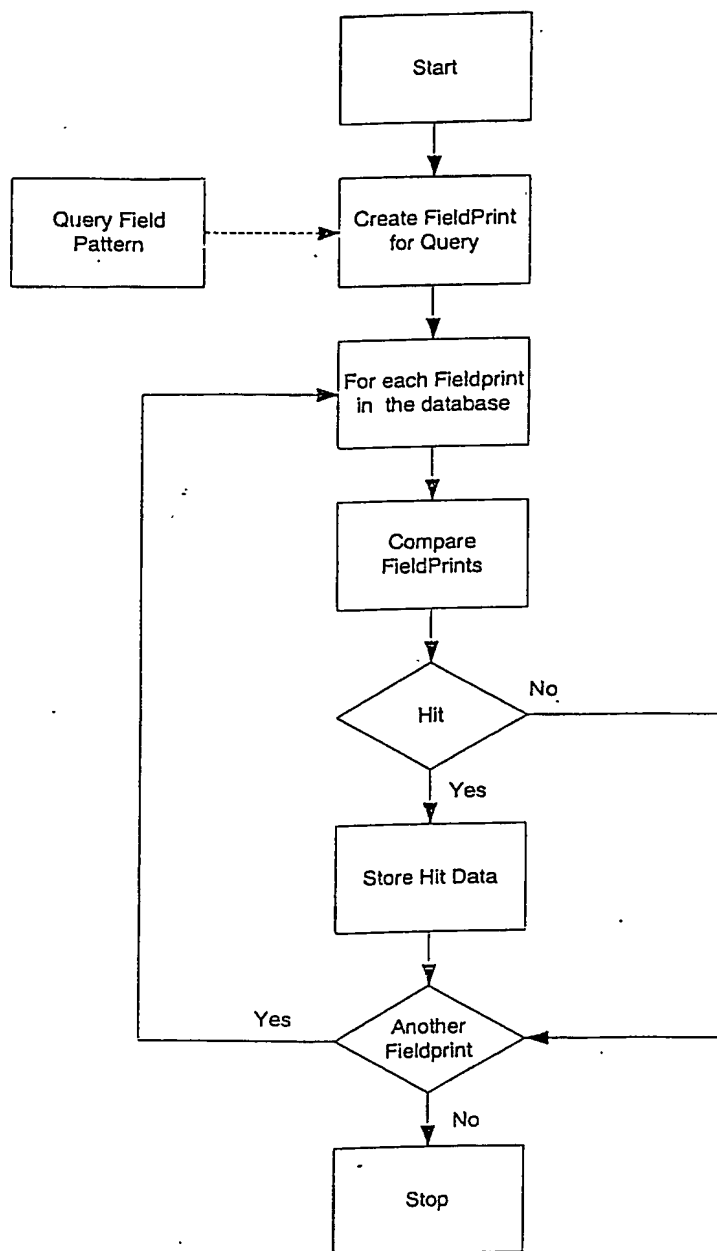 Start
Query Field
Pattern
Create FieldPrint
for Query
For each Fieldprint
in the database
Compare
FieldPrints
Hit
No
Yes
Store Hit Data
Yes
Another
Fieldprint
No
Stop